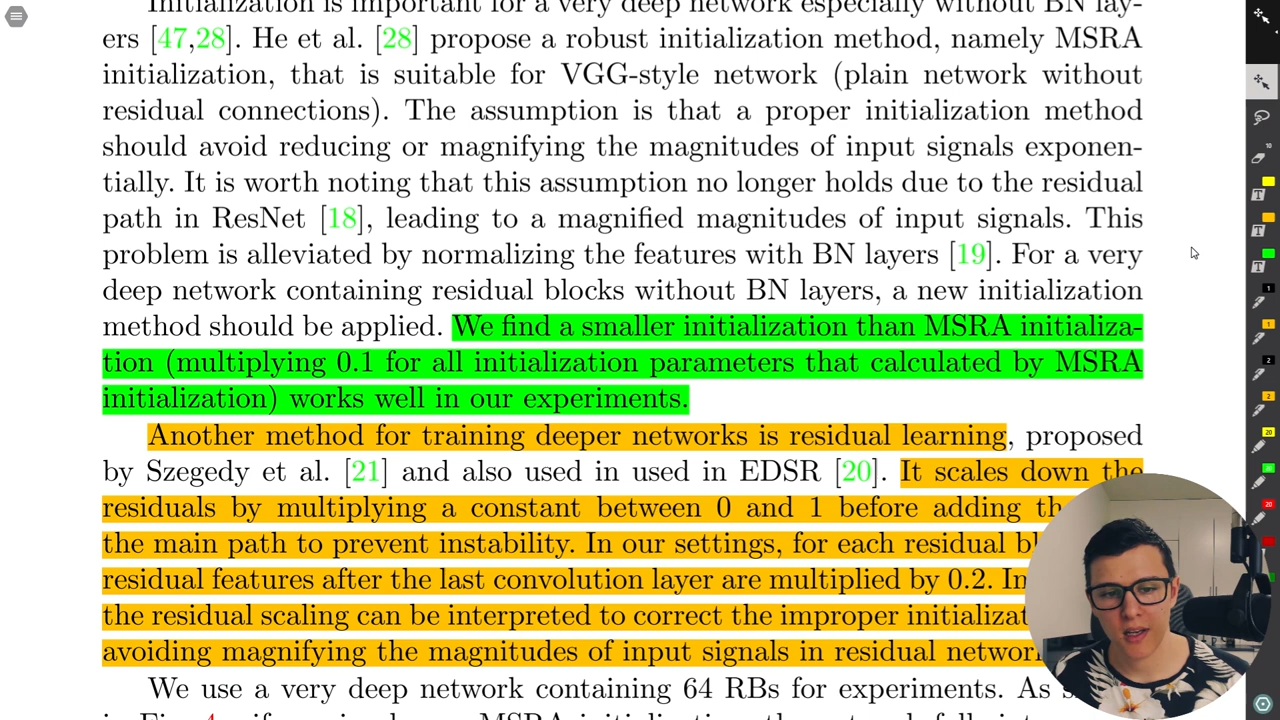 Initialization is important for a very deep network especially without BN lay-
ers [47,28]. He et al. [28] propose a robust initialization method, namely MSRA
initialization, that is suitable for VGG-style network (plain network without
residual connections). The assumption is that a proper initialization method
should avoid reducing or magnifying the magnitudes of input signals exponen-
tially. It is worth noting that this assumption no longer holds due to the residual
path in ResNet [18], leading to a magnified magnitudes of input signals. This
problem is alleviated by normalizing the features with BN layers [19]. For a very
deep network containing residual blocks without BN layers, a new initialization
method should be applied. We find a smaller initialization than MSRA initializa-
tion (multiplying 0.1 for all initialization parameters that calculated by MSRA
initialization) works well in our experiments.
Another method for training deeper networks is residual learning, proposed
by Szegedy et al. [21] and also used in used in EDSR [20]. It scales down the
residuals by multiplying a constant between 0 and 1 before adding
the main path to prevent instability. In our settings, for each residual
residual features after the last convolution layer are multiplied by 0.2.
the residual scaling can be interpreted to correct the improper
avoiding magnifying the magnitudes of input signals in residual
We use a very deep network containing 64 RBs for experiments. As